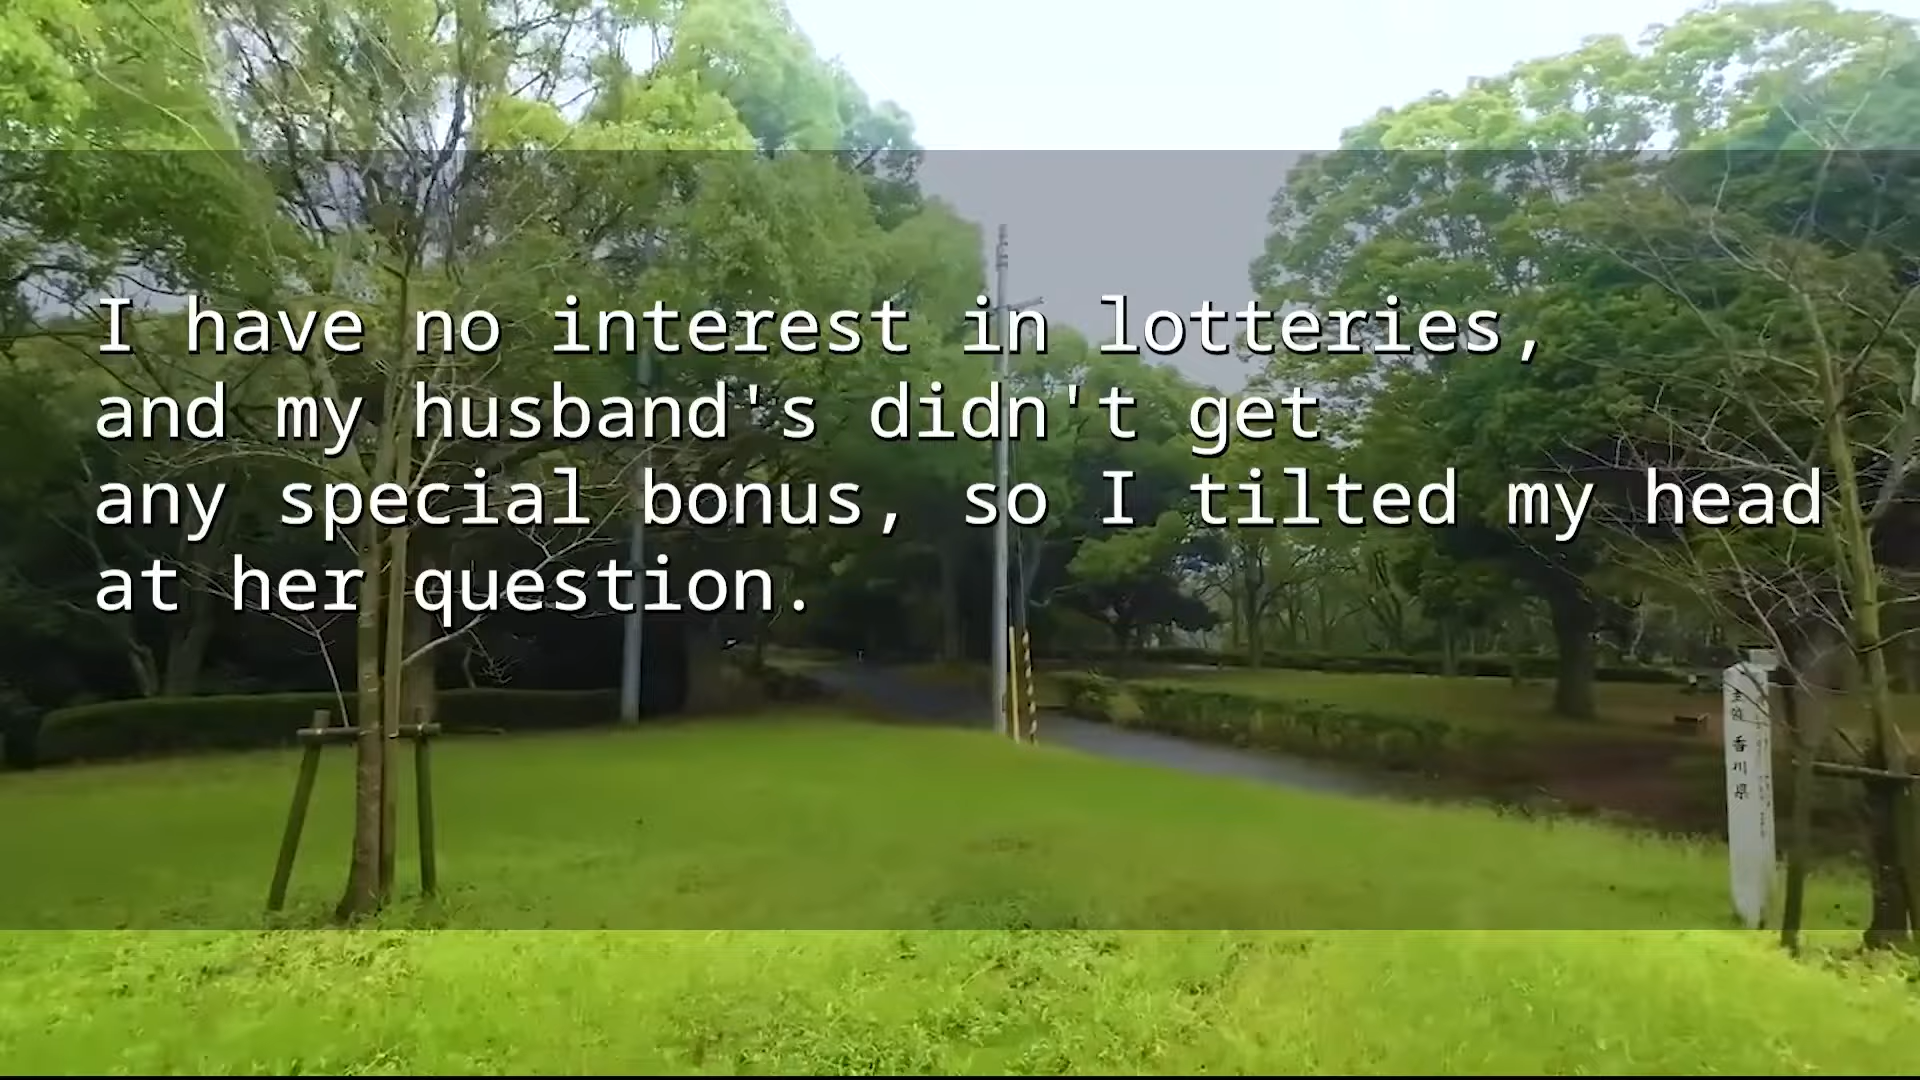 I have no interest in lotteries,
and my husband's didn't get
any special bonus, so I tilted my head
at her question.
香川県